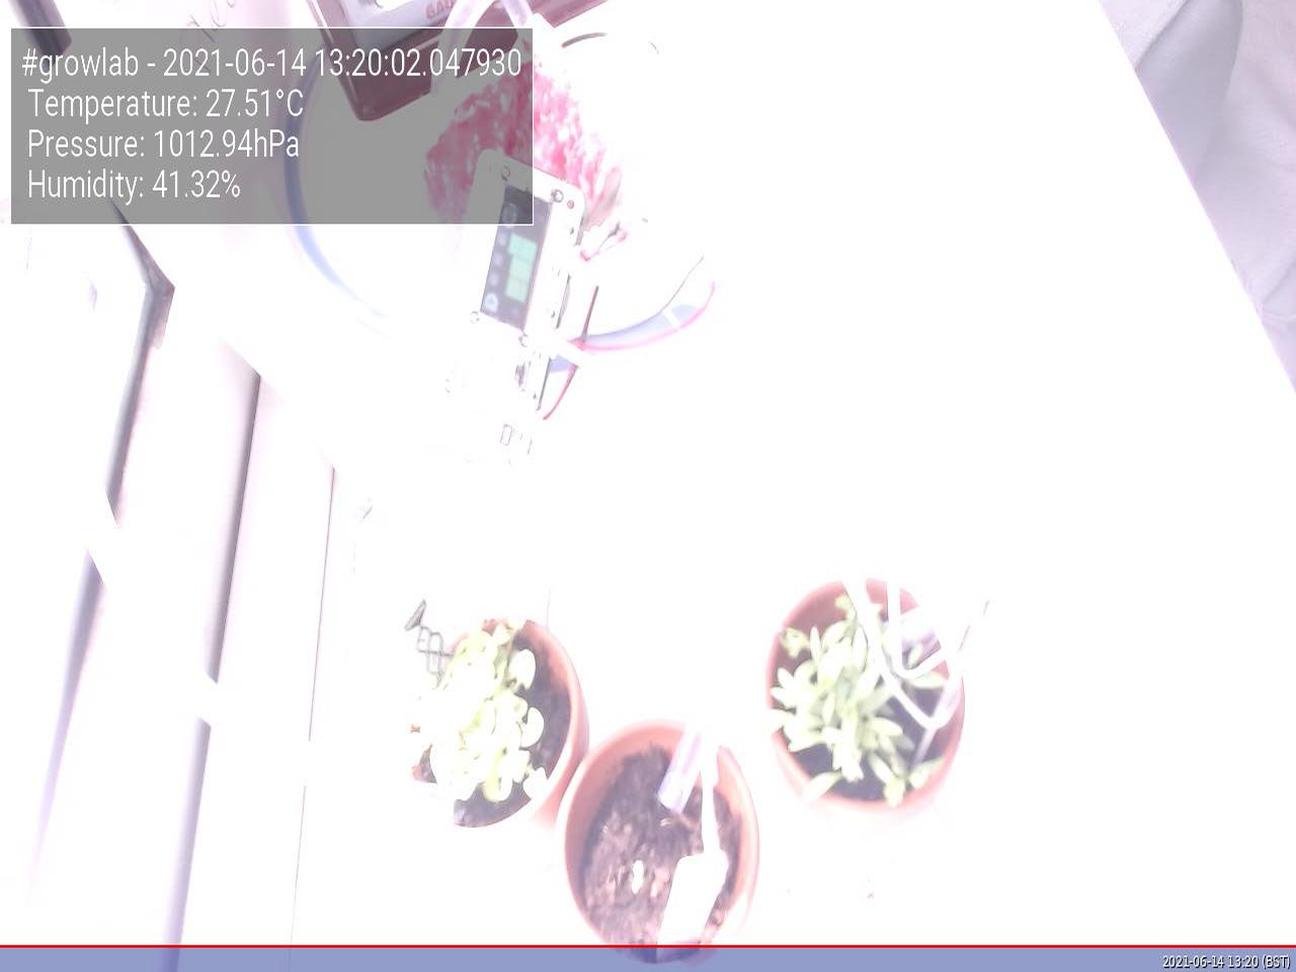 #growlab - 2021-06-14 13:20:02.047930
Temperature: 27.51°C
Pressure: 1012.94hPa
Humidity: 41.32%
2021-06-14 13:20 (BST)